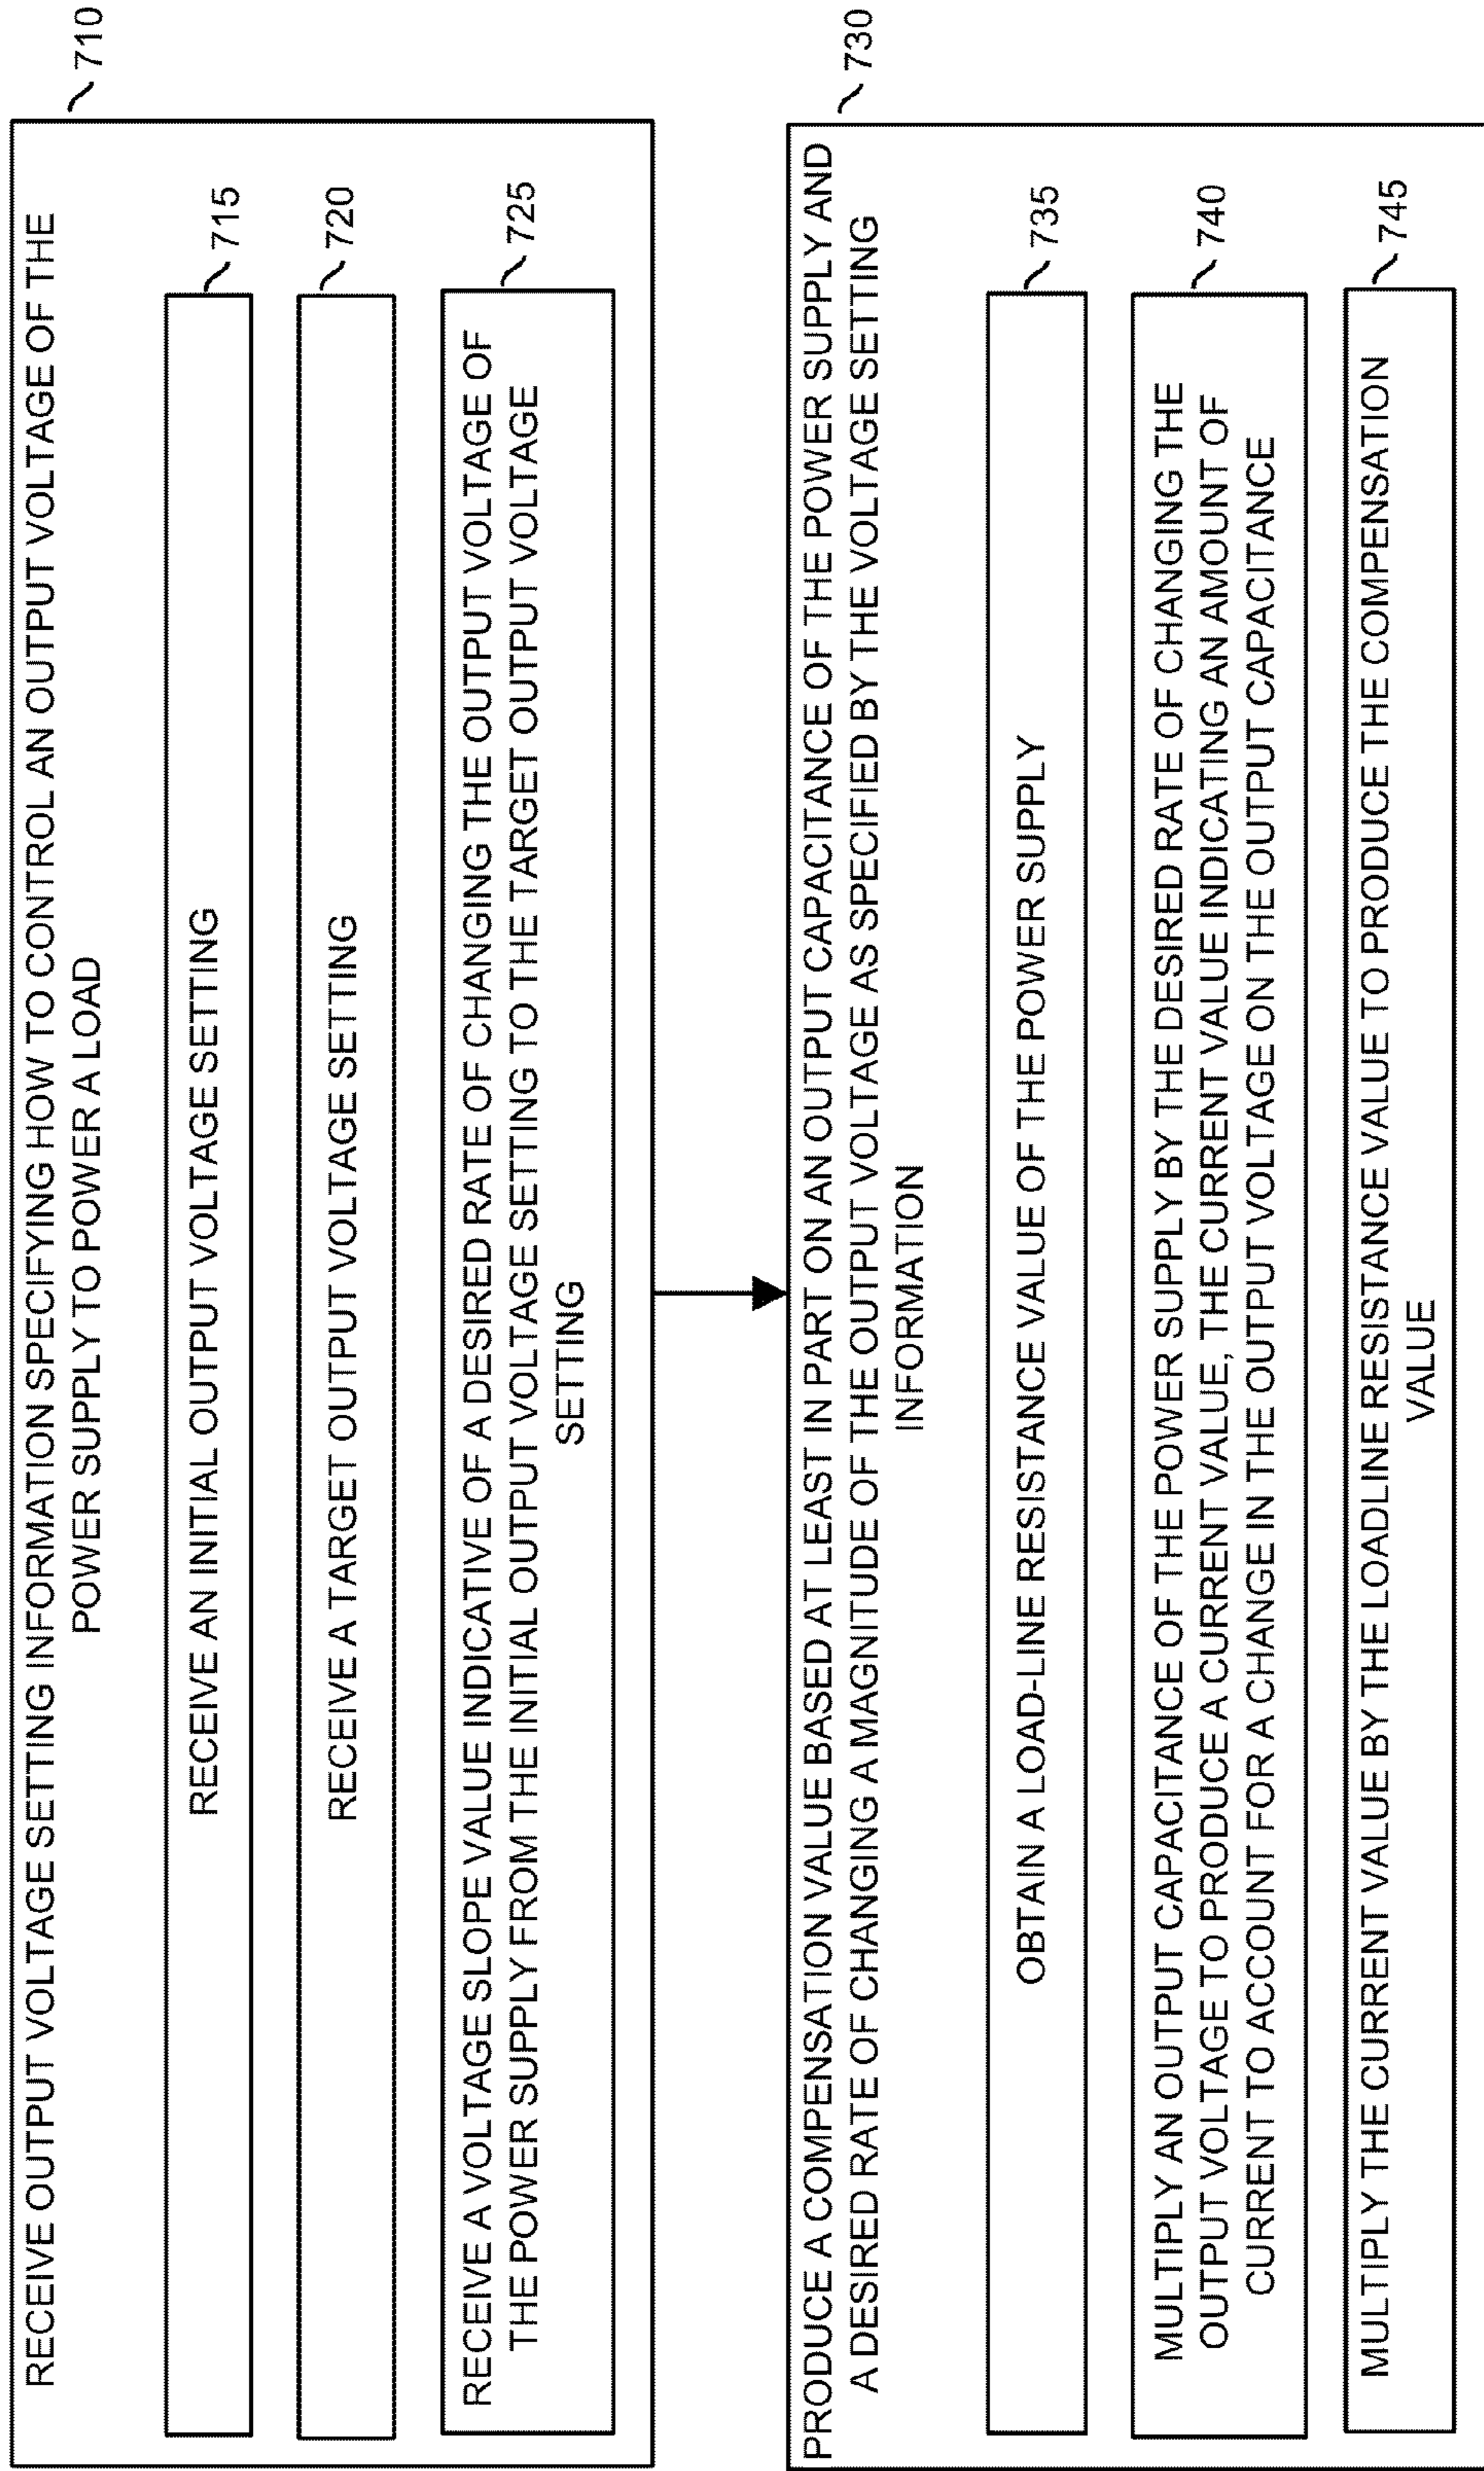 RECEIVE OUTPUT VOLTAGE SETTING INFORMATION SPECIFYING HOW TO CONTROL AN OUTPUT VOLTAGE OF THE
POWER SUPPLY TO POWER A LOAD
710
RECEIVE AN INITIAL OUTPUT VOLTAGE SETTING
715
RECEIVE A TARGET OUTPUT VOLTAGE SETTING
720
RECEIVE A VOLTAGE SLOPE VALUE INDICATIVE OF A DESIRED RATE OF CHANGING THE OUTPUT VOLTAGE OF
THE POWER SUPPLY FROM THE INITIAL OUTPUT VOLTAGE SETTING TO THE TARGET OUTPUT VOLTAGE
SETTING
725
PRODUCE A COMPENSATION VALUE BASED AT LEAST IN PART ON AN OUTPUT CAPACITANCE OF THE POWER SUPPLY AND
A DESIRED RATE OF CHANGING A MAGNITUDE OF THE OUTPUT VOLTAGE AS SPECIFIED BY THE VOLTAGE SETTING
INFORMATION
730
OBTAIN A LOAD-LINE RESISTANCE VALUE OF THE POWER SUPPLY
735
MULTIPLY AN OUTPUT CAPACITANCE OF THE POWER SUPPLY BY THE DESIRED RATE OF CHANGING THE
OUTPUT VOLTAGE TO PRODUCE A CURRENT VALUE, THE CURRENT VALUE INDICATING AN AMOUNT OF
CURRENT TO ACCOUNT FOR A CHANGE IN THE OUTPUT VOLTAGE ON THE OUTPUT CAPACITANCE
740
MULTIPLY THE CURRENT VALUE BY THE LOADLINE RESISTANCE VALUE TO PRODUCE THE COMPENSATION
VALUE
745